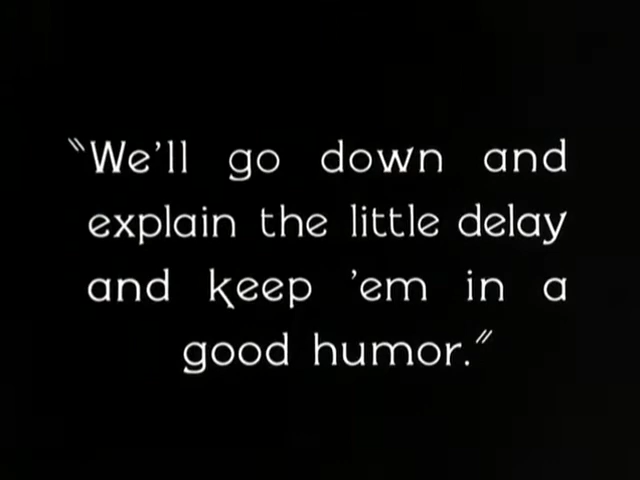 "We'll go down and
explain the little delay
and keep 'em in a
good humor."